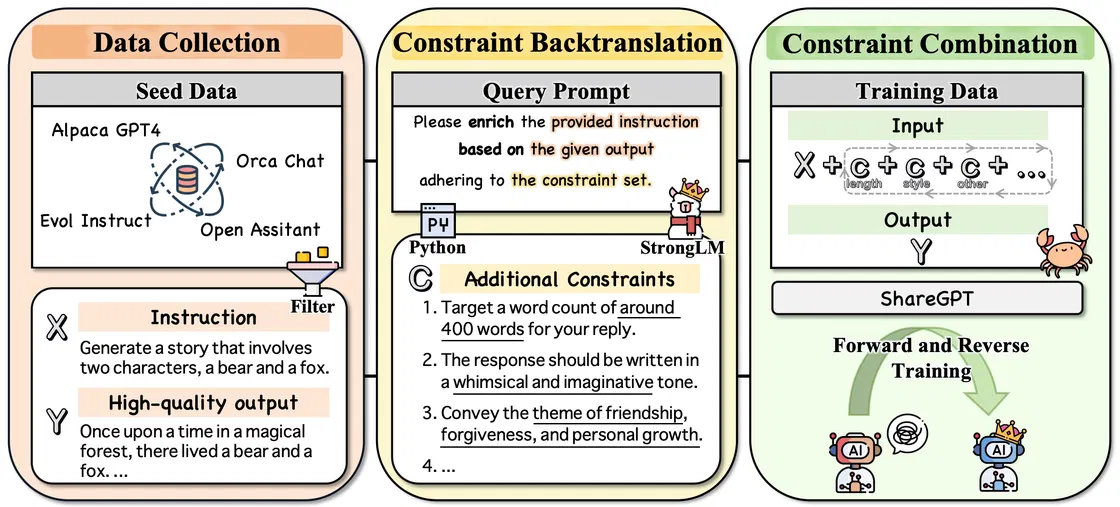 Data Collection
Seed Data
Alpaca GPT4
Orca Chat
Evol Instruct
Open Assitant
Filter
X
Instruction
Generate a story that involves
two characters, a bear and a fox.
Y
High-quality output
Once upon a time in a magical
forest, there lived a bear and a
fox. ...
Constraint Backtranslation
Query Prompt
Please enrich the provided instruction
based on the given output
adhering to the constraint set.
PY
Python
StrongLM
C
Additional Constraints
1. Target a word count of around
400 words for your reply.
2. The response should be written in
a whimsical and imaginative tone.
3. Convey the theme of friendship,
forgiveness, and personal growth.
4. ...
Constraint Combination
Training Data
Input
X + C + C + C + ...
length style other
Output
Y
ShareGPT
Forward and Reverse
Training
AI
AI